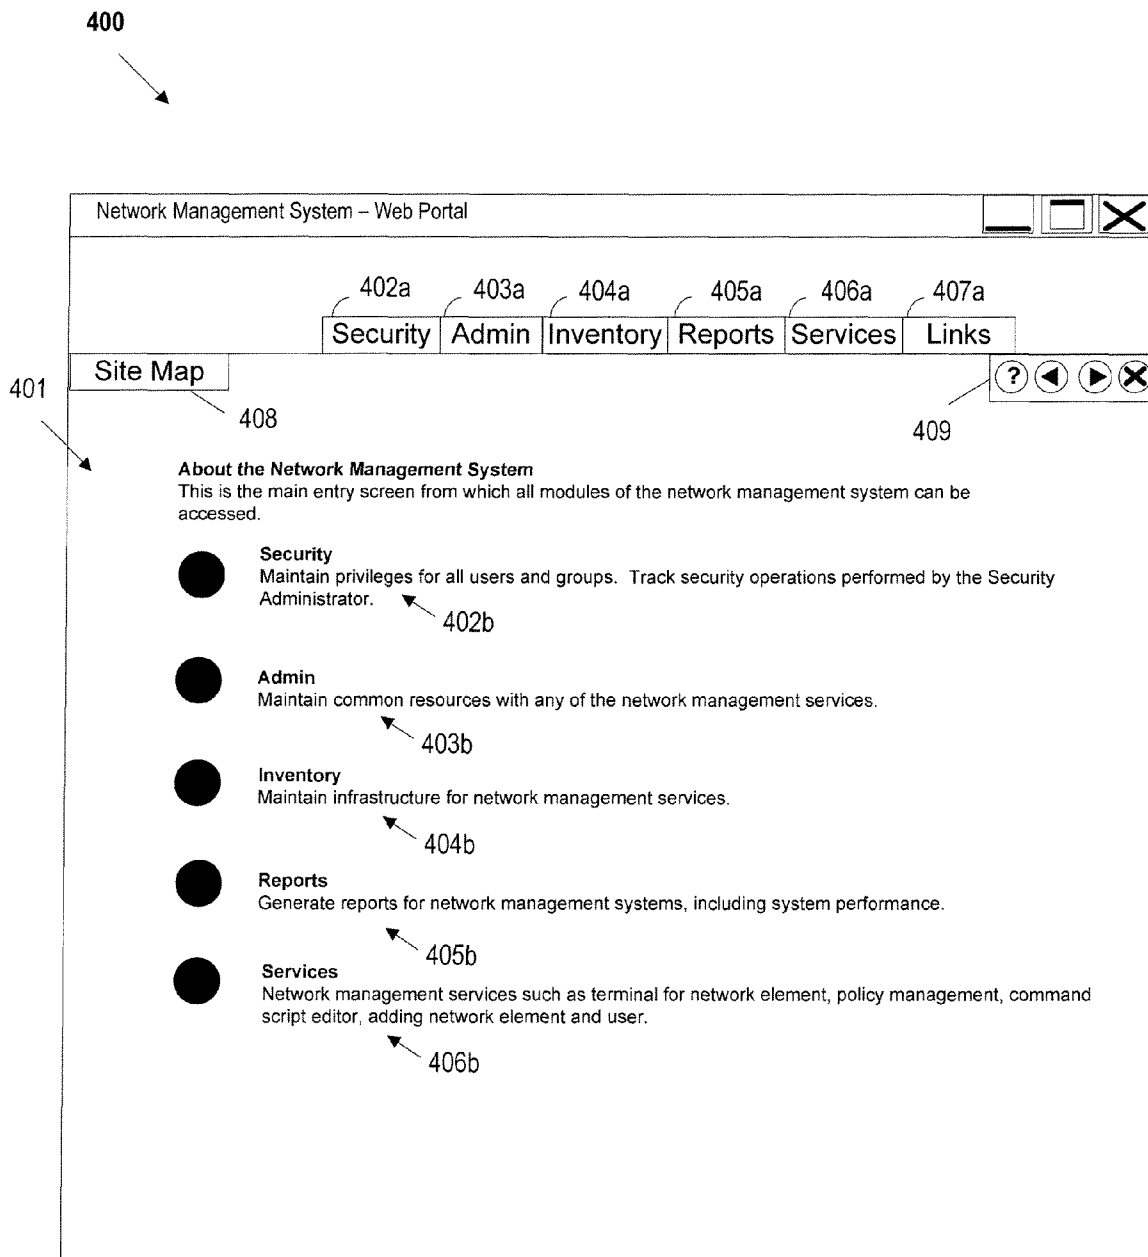 400
Network Management System – Web Portal
402a 403a 404a 405a 406a 407a
Security Admin Inventory Reports Services Links
Site Map ?
401
408
409
About the Network Management System
This is the main entry screen from which all modules of the network management system can be
accessed.
Security
Maintain privileges for all users and groups. Track security operations performed by the Security
Administrator.
402b
Admin
Maintain common resources with any of the network management services.
403b
Inventory
Maintain infrastructure for network management services.
404b
Reports
Generate reports for network management systems, including system performance.
405b
Services
Network management services such as terminal for network element, policy management, command
script editor, adding network element and user.
406b